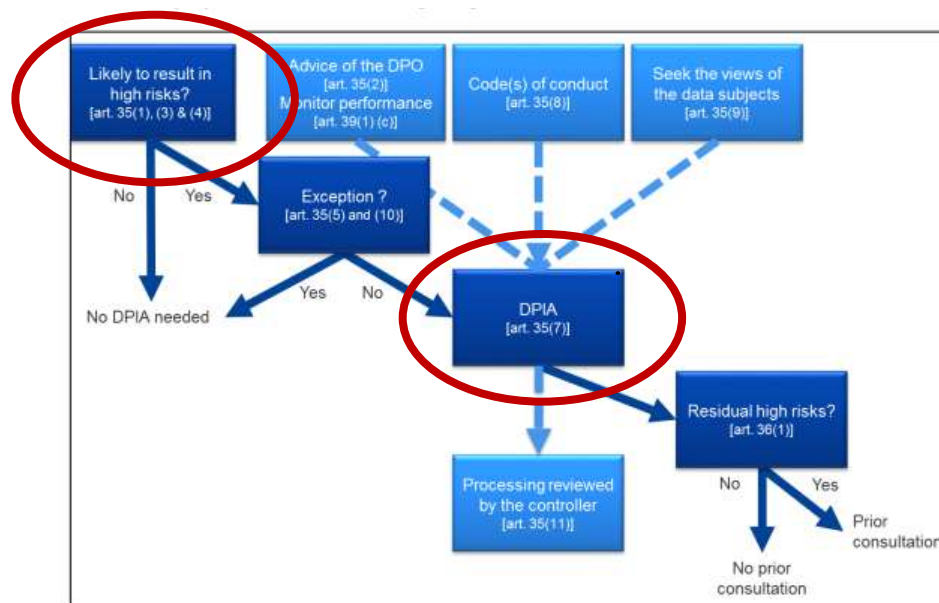 Likely to result in
high risks?
[art. 35(1), (3) & (4)]
Advice of the DPO
[art. 35(2)]
Monitor performance
[art. 39(1) (c)]
Code(s) of conduct
[art. 35(8)]
Seek the views of
the data subjects
[art. 35(9)]
No
Yes
Exception ?
[art. 35(5) and (10)]
Yes
No
No DPIA needed
DPIA
[art. 35(7)]
Residual high risks?
[art. 36(1)]
Processing reviewed
by the controller
[art. 35(11)]
No
Yes
Prior
consultation
No prior
consultation